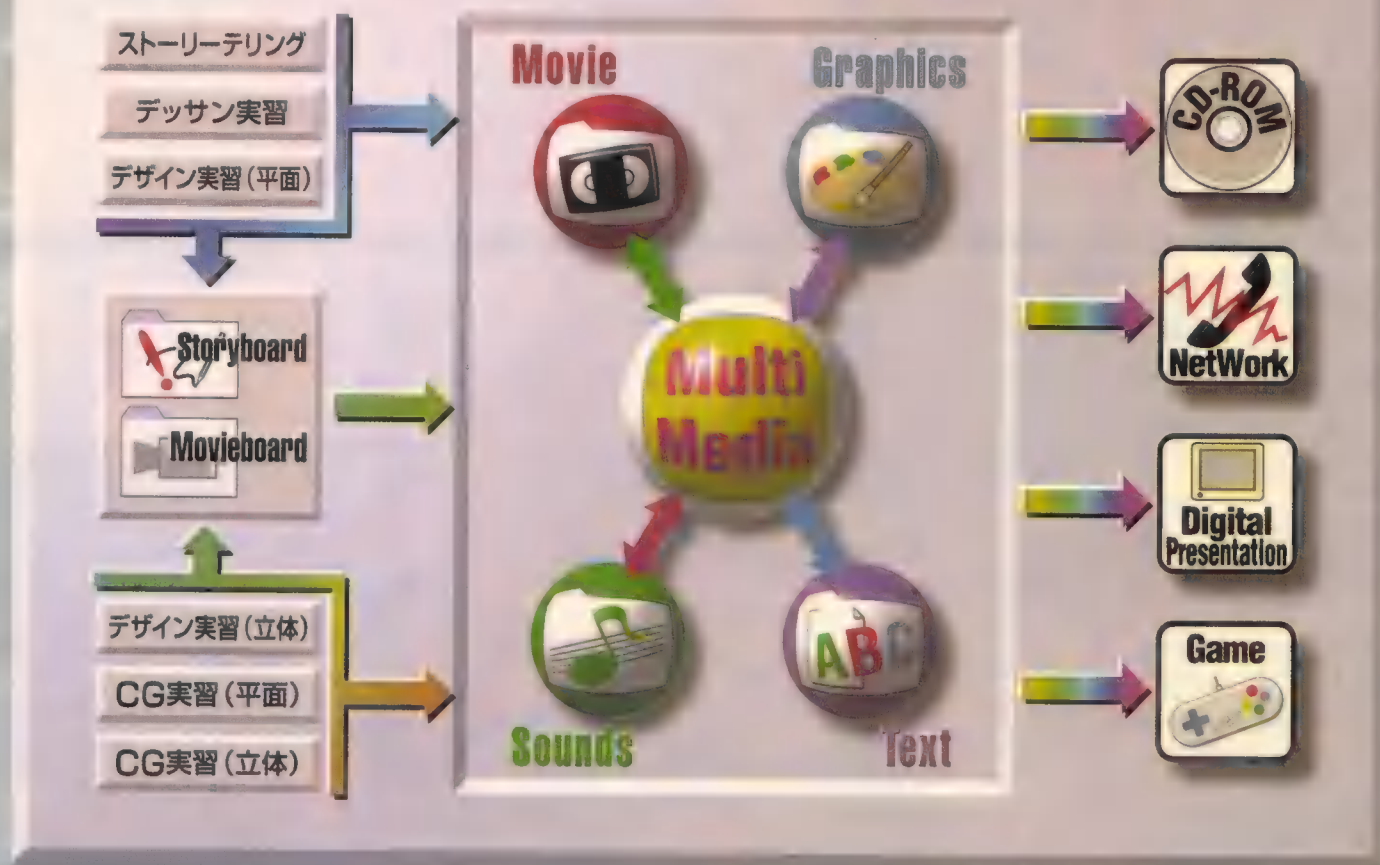 ストーリーテリング
デッサン実習
デザイン実習(平面)
Storyboard
Movieboard
デザイン実習(立体)
CG実習(平面)
CG実習(立体)
Movie
Graphics
Multi
Media
Sounds
ABC
Text
CD-ROM
NetWork
Digital
Presentation
Game